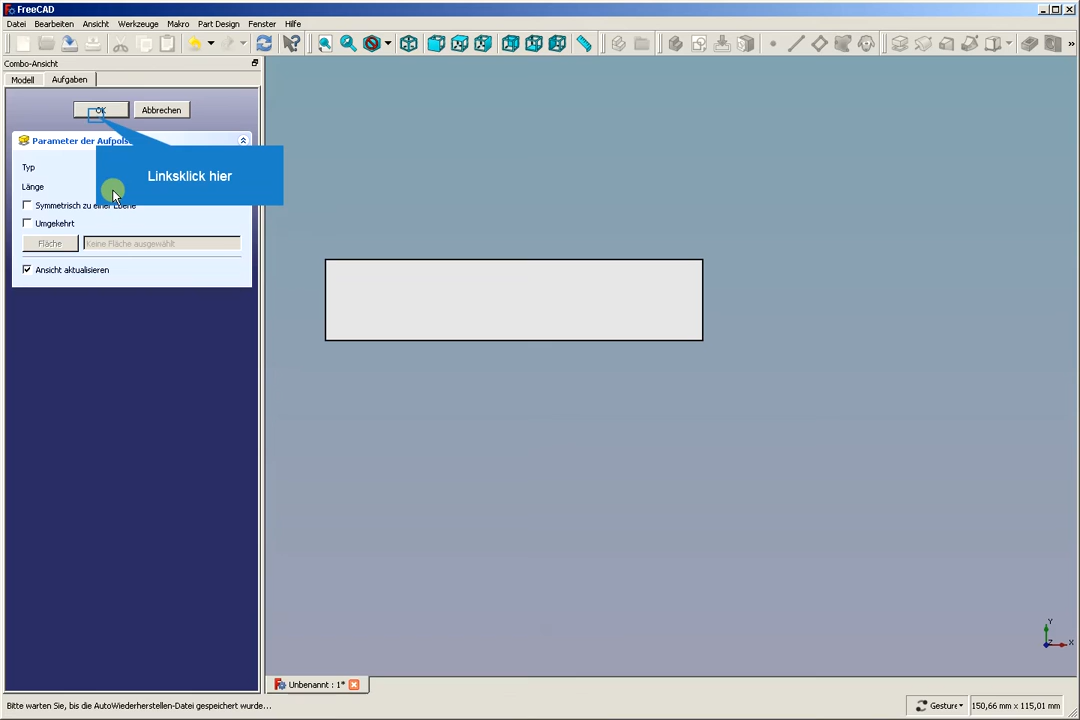 FreeCAD
Datei Bearbeiten Ansicht Werkzeuge Makro Part Design Fenster Hilfe
Combo-Ansicht
Modell Aufgaben
OK Abbrechen
Parameter der Aufpols
Linksklick hier
Typ
Länge
Symmetrisch zu einer Ebene
Umgekehrt
Fläche Keine Fläche ausgewählt
Ansicht aktualisieren
Y
Z X
Unbenannt : 1*
Bitte warten Sie, bis die AutoWiederherstellen-Datei gespeichert wurde...
Gesture 150,66 mm x 115,01 mm